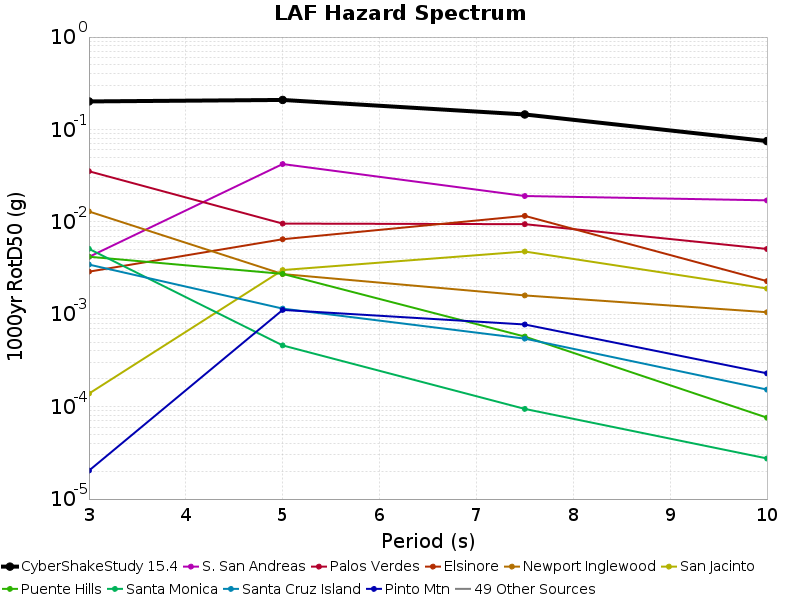 LAF Hazard Spectrum
10^0
10^-1
10^-2
10^-3
10^-4
10^-5
1000yr RotD50 (g)
3 4 5 6 7 8 9 10
Period (s)
CyberShakeStudy 15.4 S. San Andreas Palos Verdes Elsinore Newport Inglewood San Jacinto
Puente Hills Santa Monica Santa Cruz Island Pinto Mtn 49 Other Sources